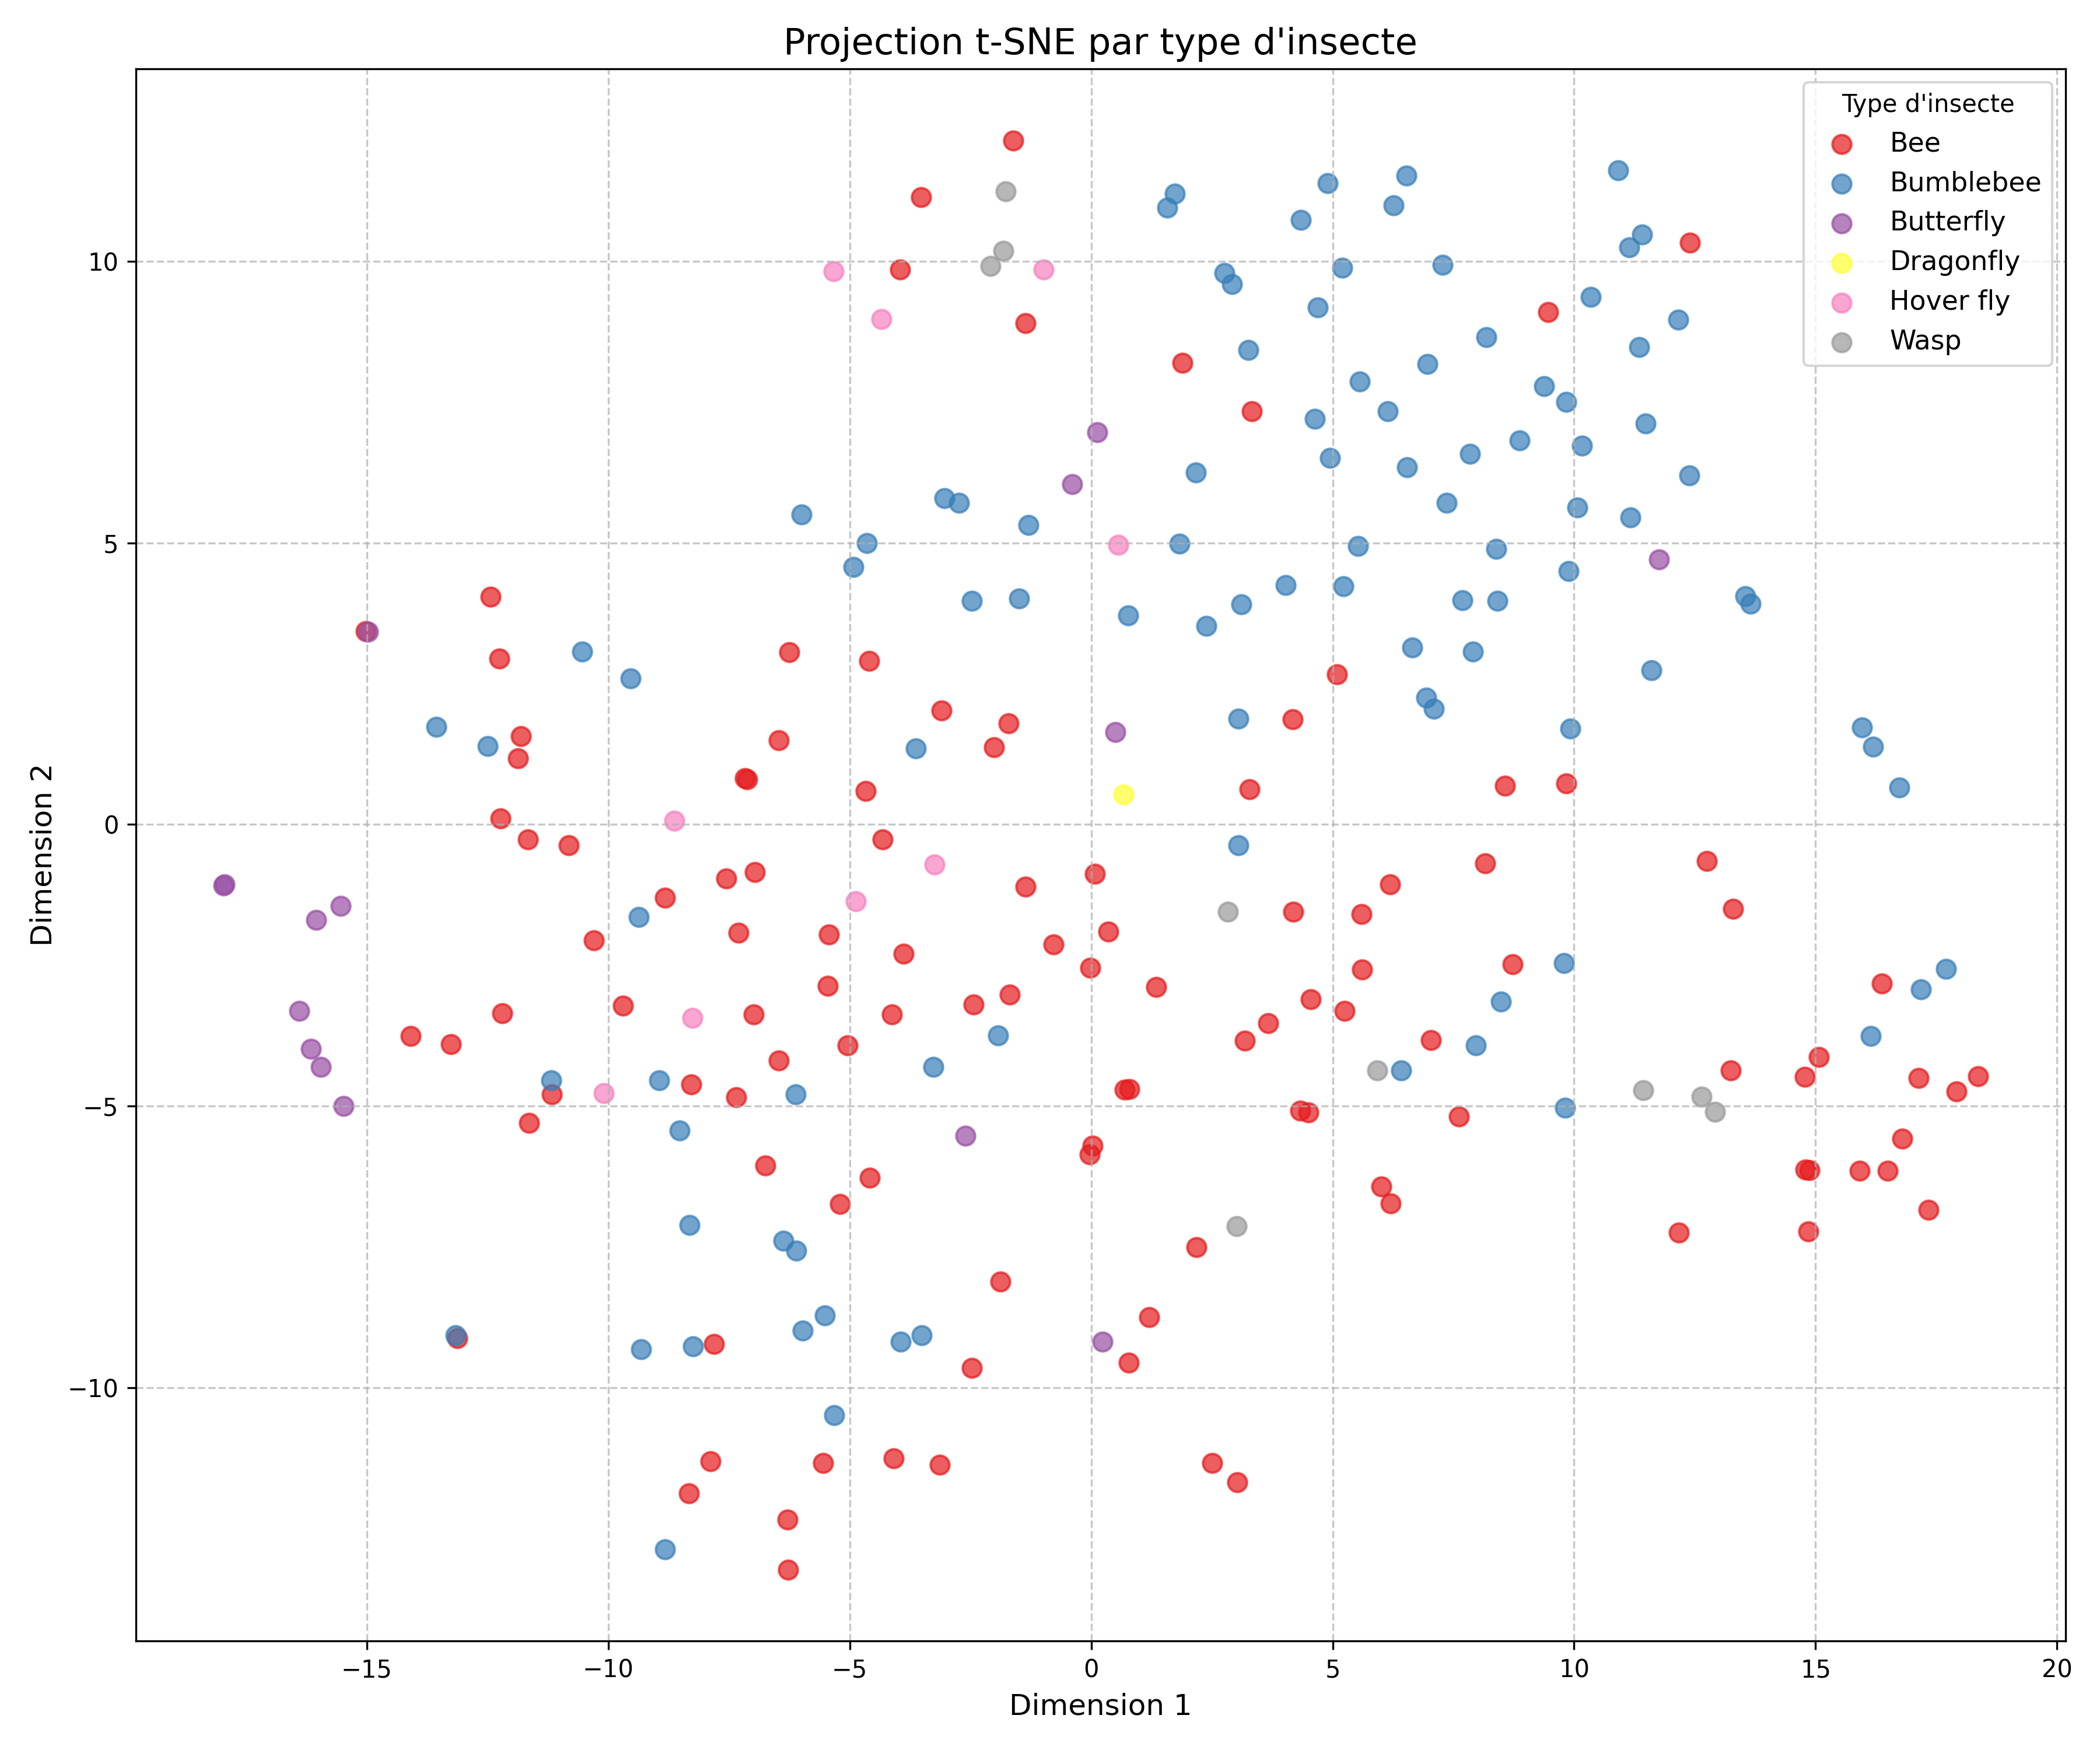 Projection t-SNE par type d'insecte
Type d'insecte
Bee
Bumblebee
Butterfly
Dragonfly
Hover fly
Wasp
10
5
0
−5
−10
Dimension 2
−15
−10
−5
0
5
10
15
20
Dimension 1